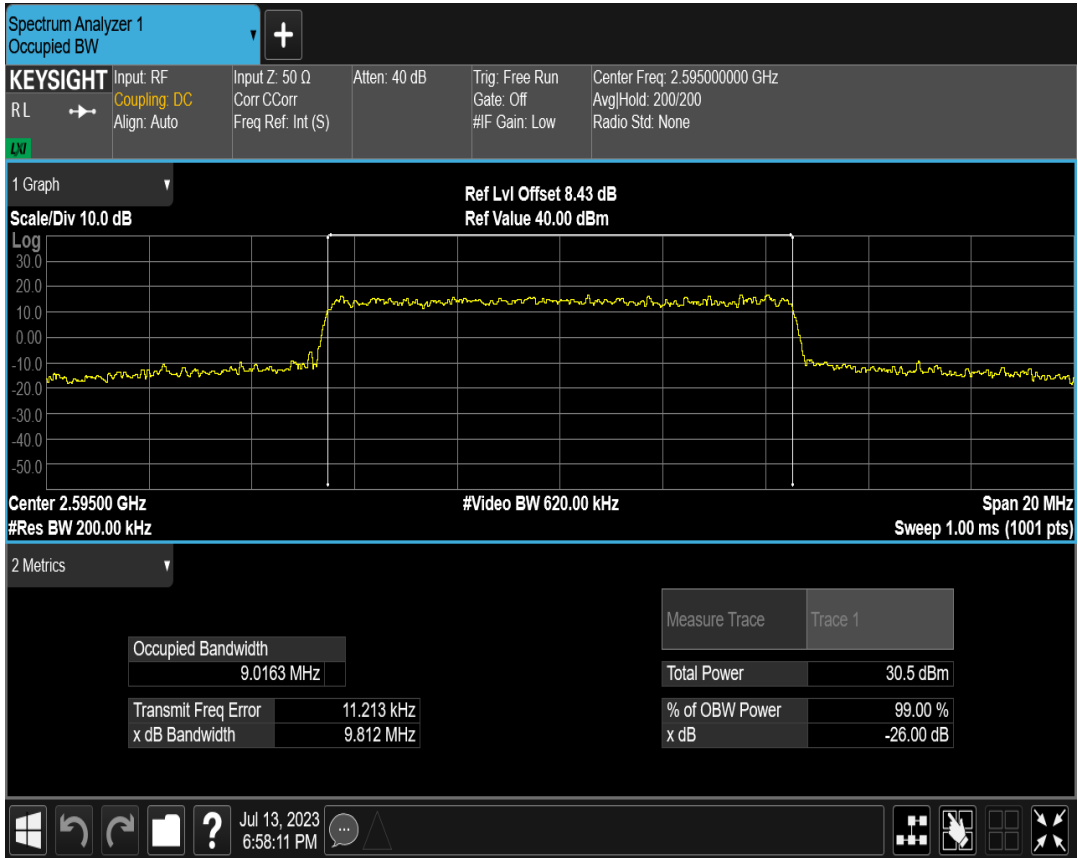 Spectrum Analyzer 1
Occupied BW
+
KEYSIGHT
RL
LXI
Input: RF
Coupling: DC
Align: Auto
Input Z: 50 Ω
Corr CCorr
Freq Ref: Int (S)
Atten: 40 dB
Trig: Free Run
Gate: Off
#IF Gain: Low
Center Freq: 2.595000000 GHz
Avg|Hold: 200/200
Radio Std: None
1 Graph
Scale/Div 10.0 dB
Ref Lvl Offset 8.43 dB
Ref Value 40.00 dBm
Log
30.0
20.0
10.0
0.00
-10.0
-20.0
-30.0
-40.0
-50.0
Center 2.59500 GHz
#Video BW 620.00 kHz
Span 20 MHz
#Res BW 200.00 kHz
Sweep 1.00 ms (1001 pts)
2 Metrics
Occupied Bandwidth
9.0163 MHz
Transmit Freq Error 11.213 kHz
x dB Bandwidth 9.812 MHz
Measure Trace Trace 1
Total Power 30.5 dBm
% of OBW Power 99.00 %
x dB -26.00 dB
?
Jul 13, 2023
6:58:11 PM